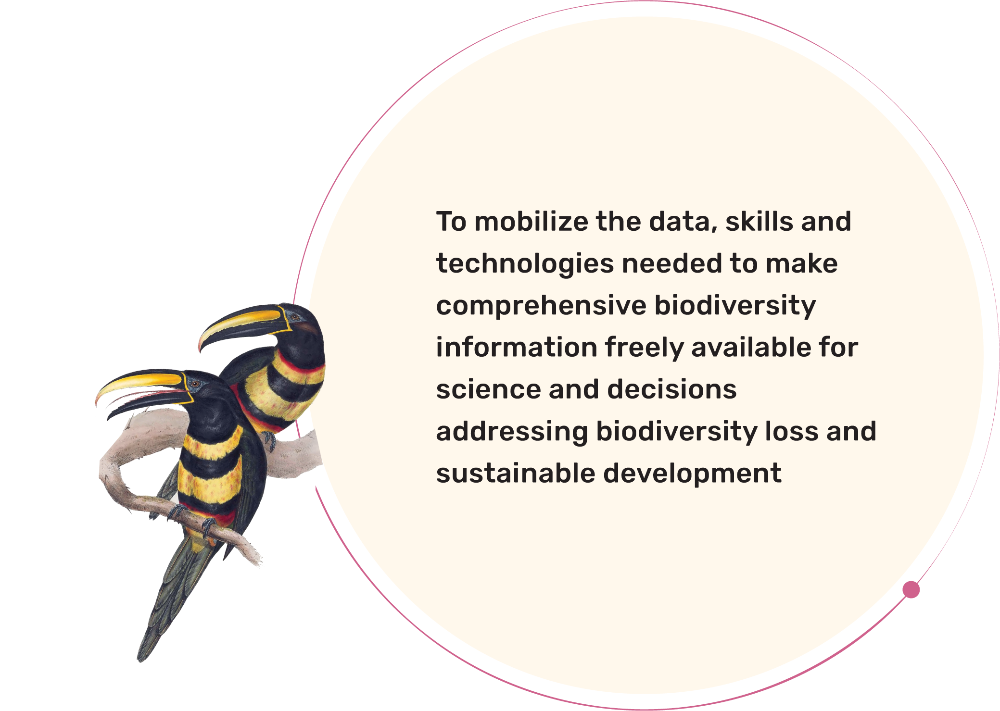 To mobilize the data, skills and
technologies needed to make
comprehensive biodiversity
information freely available for
science and decisions
addressing biodiversity loss and
sustainable development